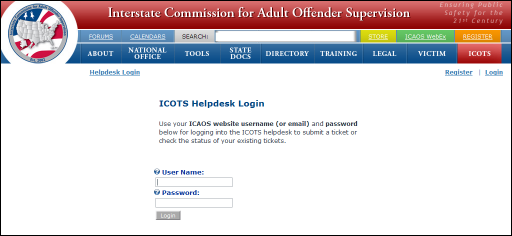 Interstate Commission for Adult Offender Supervision
Ensuring Public
Safety for the
21st Century
FORUMS CALENDARS SEARCH: STORE ICAOS WebEx REGISTER
ABOUT NATIONAL OFFICE TOOLS STATE DOCS DIRECTORY TRAINING LEGAL VICTIM ICOTS
Helpdesk Login Register | Login
ICOTS Helpdesk Login
Use your ICAOS website username (or email) and password
below for logging into the ICOTS helpdesk to submit a ticket or
check the status of your existing tickets.
User Name:
Password:
Login